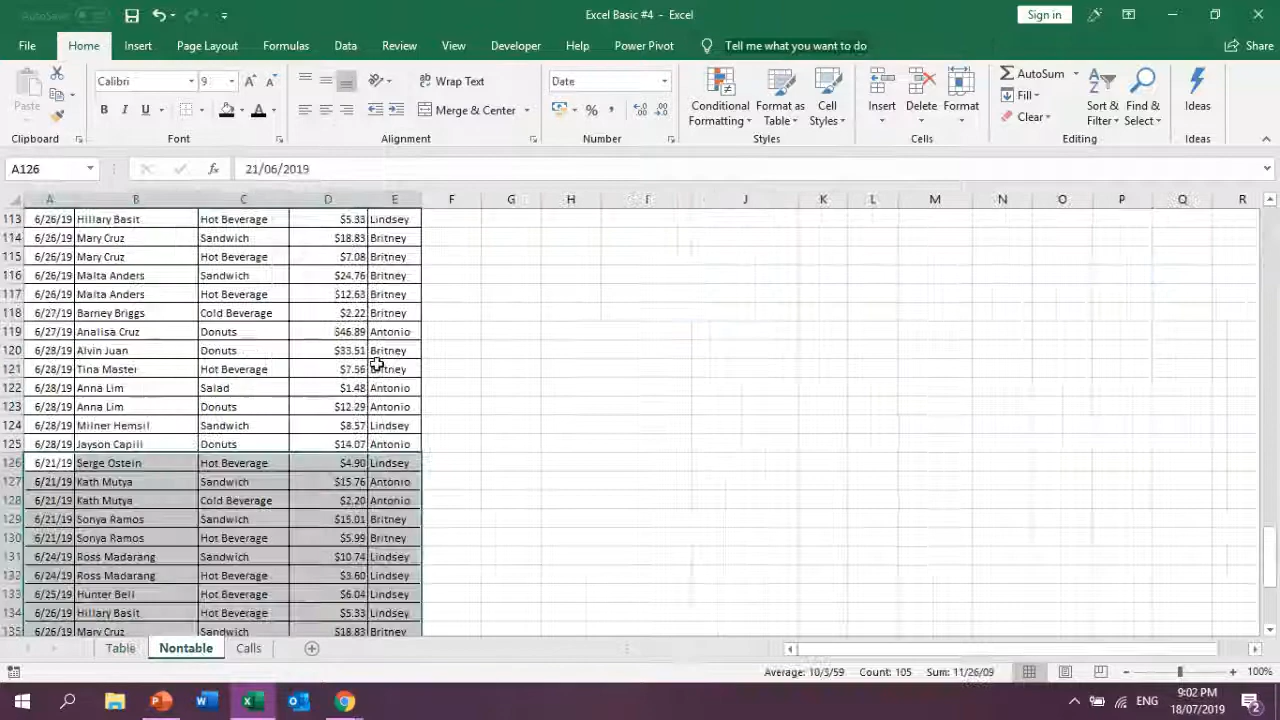 AutoSave
Excel Basic #4 - Excel
Sign in
File Home Insert Page Layout Formulas Data Review View Developer Help Power Pivot Tell me what you want to do Share
Paste
Calibri 9
Wrap Text
Date
AutoSum
B I U
Merge & Center
% ,
Conditional Formatting
Format as Table
Cell Styles
Insert
Delete
Format
Fill
Clear
Sort & Filter
Find & Select
Ideas
Clipboard Font Alignment Number Styles Cells Editing Ideas
A126 fx 21/06/2019
A B C D E F G H I J K L M N O P Q R
113 6/26/19 Hillary Basit Hot Beverage $5.33 Lindsey
114 6/26/19 Mary Cruz Sandwich $18.83 Britney
115 6/26/19 Mary Cruz Hot Beverage $7.08 Britney
116 6/26/19 Malta Anders Sandwich $24.76 Britney
117 6/26/19 Malta Anders Hot Beverage $12.63 Britney
118 6/27/19 Barney Briggs Cold Beverage $2.22 Britney
119 6/27/19 Analisa Cruz Donuts $46.89 Antonio
120 6/28/19 Alvin Juan Donuts $33.51 Britney
121 6/28/19 Tina Master Hot Beverage $7.56 Britney
122 6/28/19 Anna Lim Salad $1.48 Antonio
123 6/28/19 Anna Lim Donuts $12.29 Antonio
124 6/28/19 Milner Hemsil Sandwich $8.57 Lindsey
125 6/28/19 Jayson Capili Donuts $14.07 Antonio
126 6/21/19 Serge Ostein Hot Beverage $4.90 Lindsey
127 6/21/19 Kath Mutya Sandwich $15.76 Antonio
128 6/21/19 Kath Mutya Cold Beverage $2.20 Antonio
129 6/21/19 Sonya Ramos Sandwich $15.01 Britney
130 6/21/19 Sonya Ramos Hot Beverage $5.99 Britney
131 6/24/19 Ross Madarang Sandwich $10.74 Lindsey
132 6/24/19 Ross Madarang Hot Beverage $3.60 Lindsey
133 6/25/19 Hunter Bell Hot Beverage $6.04 Lindsey
134 6/26/19 Hillary Basit Hot Beverage $5.33 Lindsey
135 6/26/19 Mary Cruz Sandwich $18.83 Britney
Table Nontable Calls
Average: 10/3/59 Count: 105 Sum: 11/26/09 100%
ENG
9:02 PM
18/07/2019
2